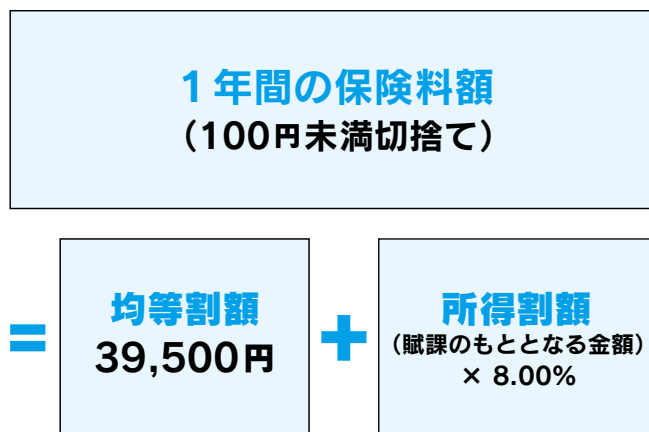 1年間の保険料額
（100円未満切捨て）
=
均等割額
39,500円
+
所得割額
（賦課のもととなる金額）
× 8.00%